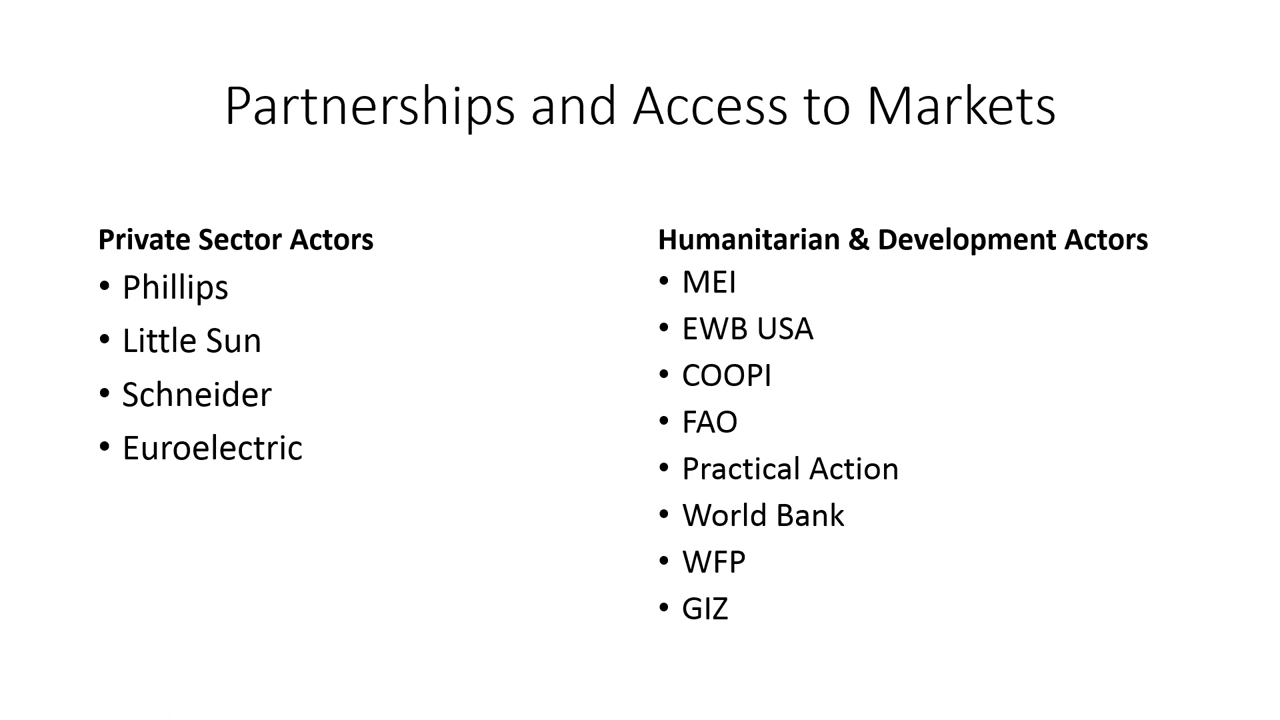 Partnerships and Access to Markets
Private Sector Actors
• Phillips
• Little Sun
• Schneider
• Euroelectric
Humanitarian & Development Actors
• MEI
• EWB USA
• COOPI
• FAO
• Practical Action
• World Bank
• WFP
• GIZ